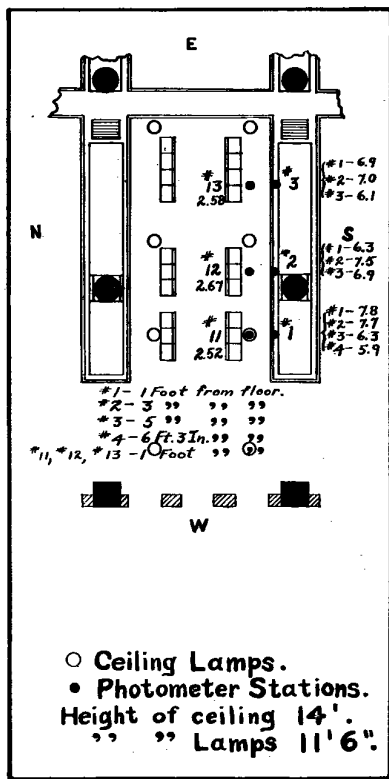 E
N
S
#13
2.58
#3
#1-6.9
#2-7.0
#3-6.1
#12
2.67
#2
#1-6.3
#2-7.5
#3-6.9
#11
2.52
#1
#1-7.8
#2-7.7
#3-6.3
#4-5.9
#1-1 Foot from floor.
#2-3 " " "
#3-5 " " "
#4-6 Ft. 3 In. " "
#11, #12, #13-1 Foot " "
W
○ Ceiling Lamps.
● Photometer Stations.
Height of ceiling 14'.
" " Lamps 11'6".